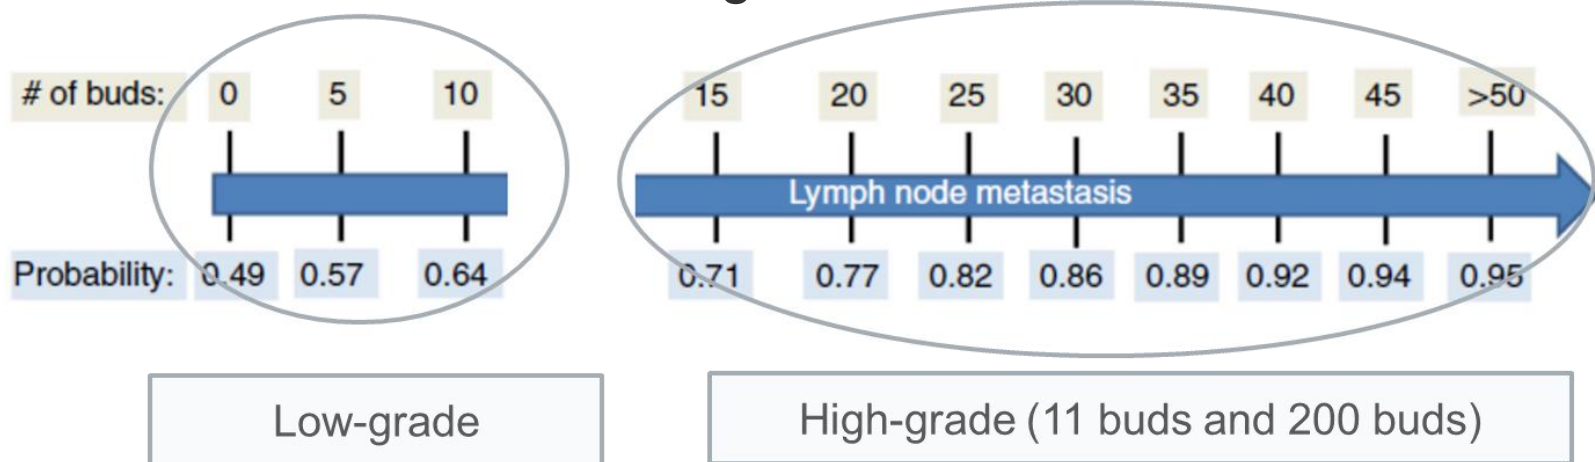 # of buds: 0 5 10 15 20 25 30 35 40 45 >50
Lymph node metastasis
Probability: 0.49 0.57 0.64 0.71 0.77 0.82 0.86 0.89 0.92 0.94 0.95
Low-grade
High-grade (11 buds and 200 buds)